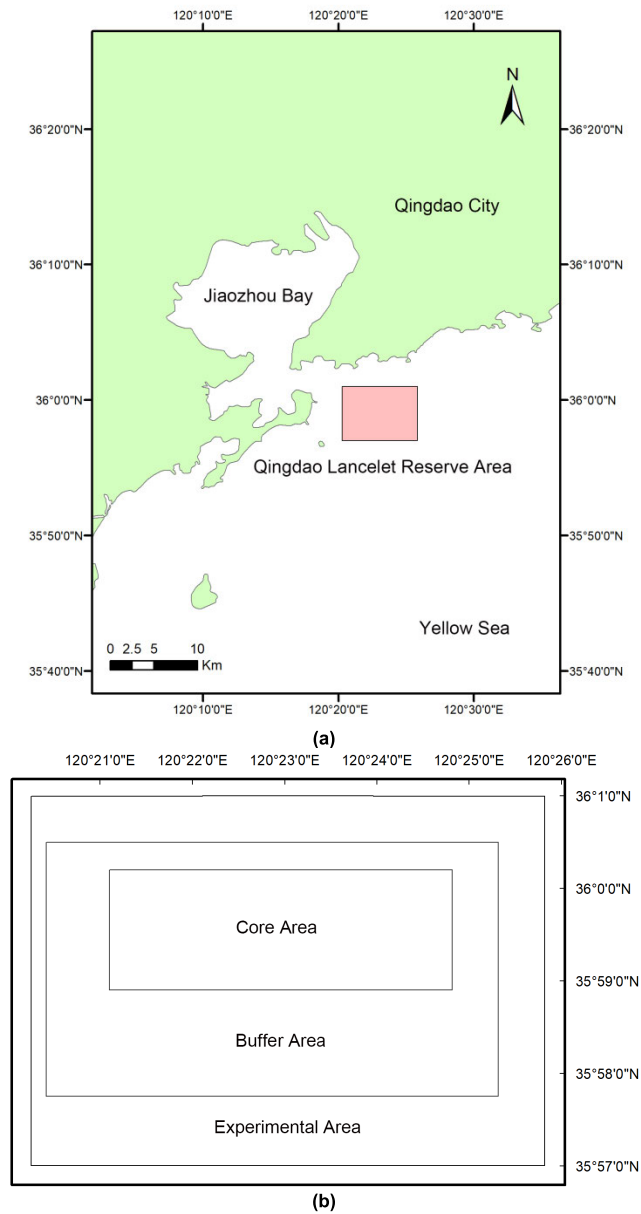 120°10'0"E 120°20'0"E 120°30'0"E
N
36°20'0"N 36°20'0"N
Qingdao City
36°10'0"N 36°10'0"N
Jiaozhou Bay
36°0'0"N 36°0'0"N
Qingdao Lancelet Reserve Area
35°50'0"N 35°50'0"N
Yellow Sea
0 2.5 5 10
Km
35°40'0"N 35°40'0"N
120°10'0"E 120°20'0"E 120°30'0"E
(a)
120°21'0"E 120°22'0"E 120°23'0"E 120°24'0"E 120°25'0"E 120°26'0"E
36°1'0"N
36°0'0"N
Core Area
35°59'0"N
Buffer Area
35°58'0"N
Experimental Area
35°57'0"N
(b)